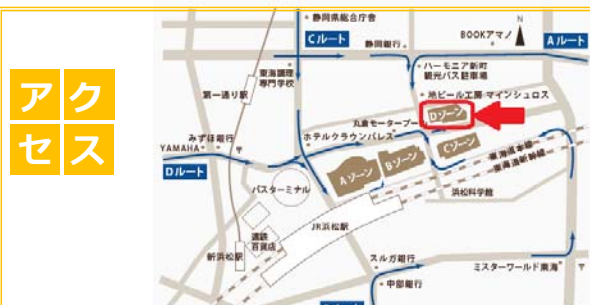 アク
セス
静岡県総合庁舎
N
Cルート
静岡銀行
BOOKアマノ
Aルート
東海調理
専門学校
ハーモニア新町
観光バス駐車場
第一通り駅
地ビール工房 マインシュロス
Dゾーン
丸倉モータープール
みずほ銀行
YAMAHA
ホテルクラウンパレス
Cゾーン
Bゾーン
Aゾーン
東海道本線
東海道新幹線
Dルート
バスターミナル
浜松科学館
JR浜松駅
遠鉄
百貨店
新浜松駅
スルガ銀行
ミスターワールド東海
〒
中部銀行